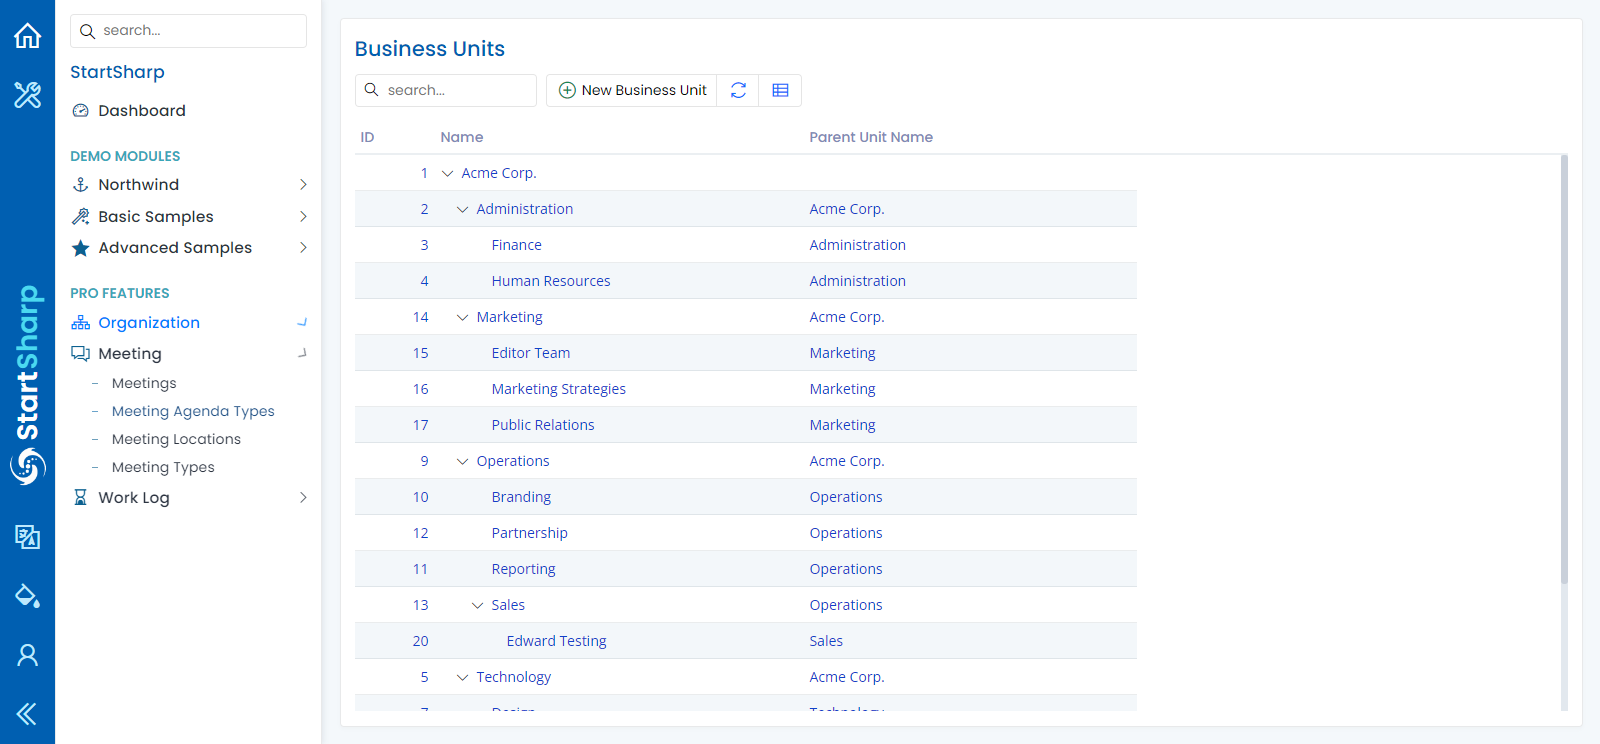 search...
StartSharp
Dashboard
DEMO MODULES
Northwind
Basic Samples
Advanced Samples
PRO FEATURES
Organization
Meeting
- Meetings
- Meeting Agenda Types
- Meeting Locations
- Meeting Types
Work Log
StartSharp
Business Units
search...
New Business Unit
ID Name Parent Unit Name
1 Acme Corp.
2 Administration Acme Corp.
3 Finance Administration
4 Human Resources Administration
14 Marketing Acme Corp.
15 Editor Team Marketing
16 Marketing Strategies Marketing
17 Public Relations Marketing
9 Operations Acme Corp.
10 Branding Operations
12 Partnership Operations
11 Reporting Operations
13 Sales Operations
20 Edward Testing Sales
5 Technology Acme Corp.
7 Design Technology